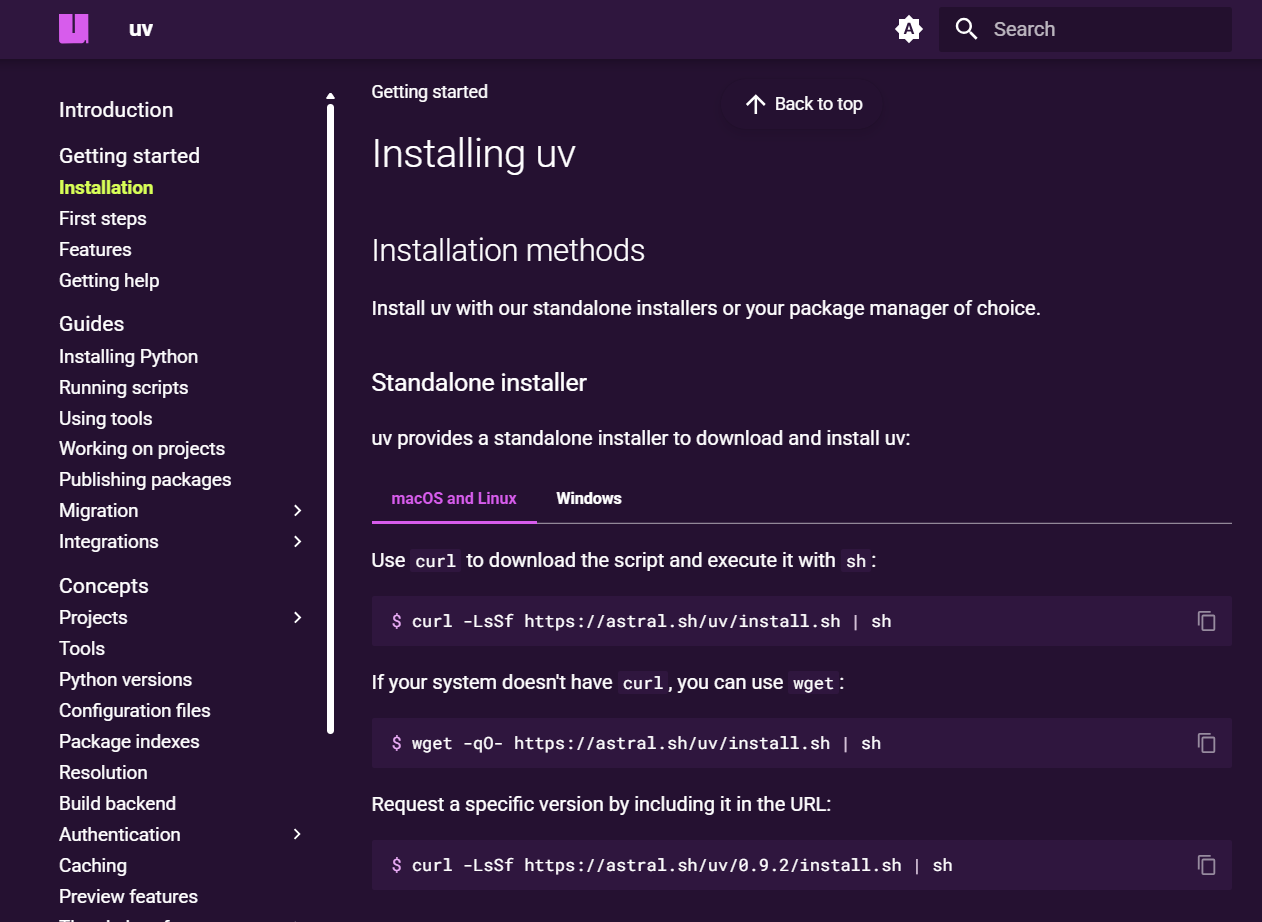 uv
A
Search
Introduction
Getting started
Installation
First steps
Features
Getting help
Guides
Installing Python
Running scripts
Using tools
Working on projects
Publishing packages
Migration
Integrations
Concepts
Projects
Tools
Python versions
Configuration files
Package indexes
Resolution
Build backend
Authentication
Caching
Preview features
Getting started
Back to top
Installing uv
Installation methods
Install uv with our standalone installers or your package manager of choice.
Standalone installer
uv provides a standalone installer to download and install uv:
macOS and Linux
Windows
Use curl to download the script and execute it with sh:
$ curl -LsSf https://astral.sh/uv/install.sh | sh
If your system doesn't have curl, you can use wget:
$ wget -qO- https://astral.sh/uv/install.sh | sh
Request a specific version by including it in the URL:
$ curl -LsSf https://astral.sh/uv/0.9.2/install.sh | sh